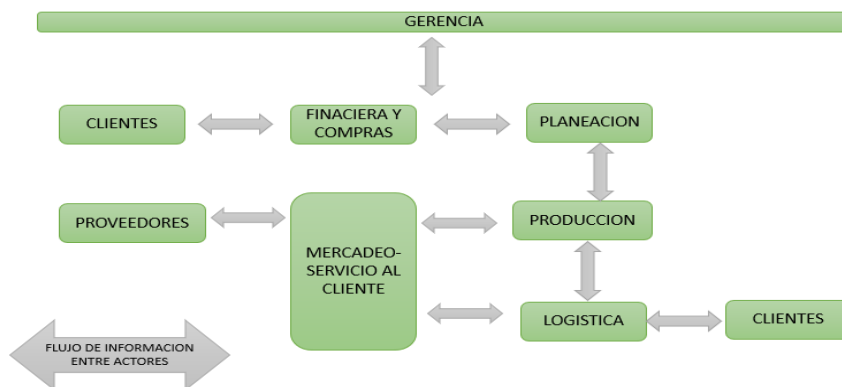 GERENCIA
CLIENTES
FINACIERA Y
COMPRAS
PLANEACION
PROVEEDORES
MERCADEO-
SERVICIO AL
CLIENTE
PRODUCCION
LOGISTICA
CLIENTES
FLUJO DE INFORMACION
ENTRE ACTORES